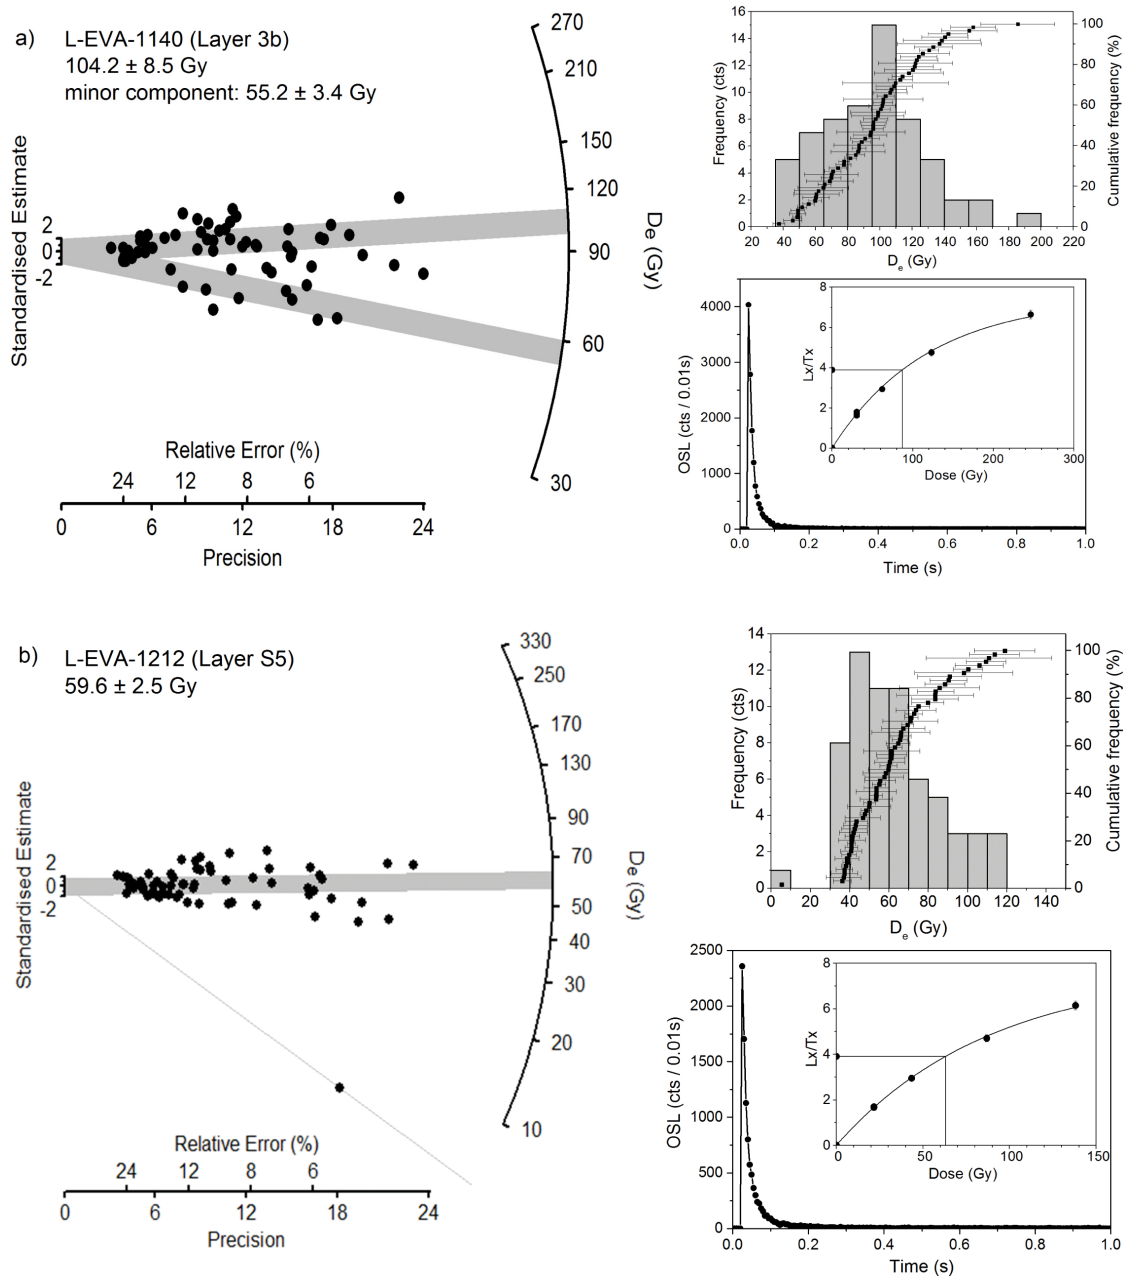 a)
L-EVA-1140 (Layer 3b)
104.2 ± 8.5 Gy
minor component: 55.2 ± 3.4 Gy
Standardised Estimate
2
0
-2
270
210
150
120
90
60
30
De (Gy)
Relative Error (%)
24 12 8 6
0 6 12 18 24
Precision
Frequency (cts)
16
14
12
10
8
6
4
2
0
20 40 60 80 100 120 140 160 180 200 220
De (Gy)
100
80
60
40
20
0
Cumulative frequency (%)
OSL (cts / 0.01s)
4000
3000
2000
1000
0
0.0 0.2 0.4 0.6 0.8 1.0
Time (s)
Lx/Tx
8
6
4
2
0
0 100 200 300
Dose (Gy)
b)
L-EVA-1212 (Layer S5)
59.6 ± 2.5 Gy
Standardised Estimate
2
0
-2
330
250
170
130
90
70
50
40
30
20
10
De (Gy)
Relative Error (%)
24 12 8 6
0 6 12 18 24
Precision
Frequency (cts)
14
12
10
8
6
4
2
0
0 20 40 60 80 100 120 140
De (Gy)
100
80
60
40
20
0
Cumulative frequency (%)
OSL (cts / 0.01s)
2500
2000
1500
1000
500
0
0.0 0.2 0.4 0.6 0.8 1.0
Time (s)
Lx/Tx
8
6
4
2
0
0 50 100 150
Dose (Gy)